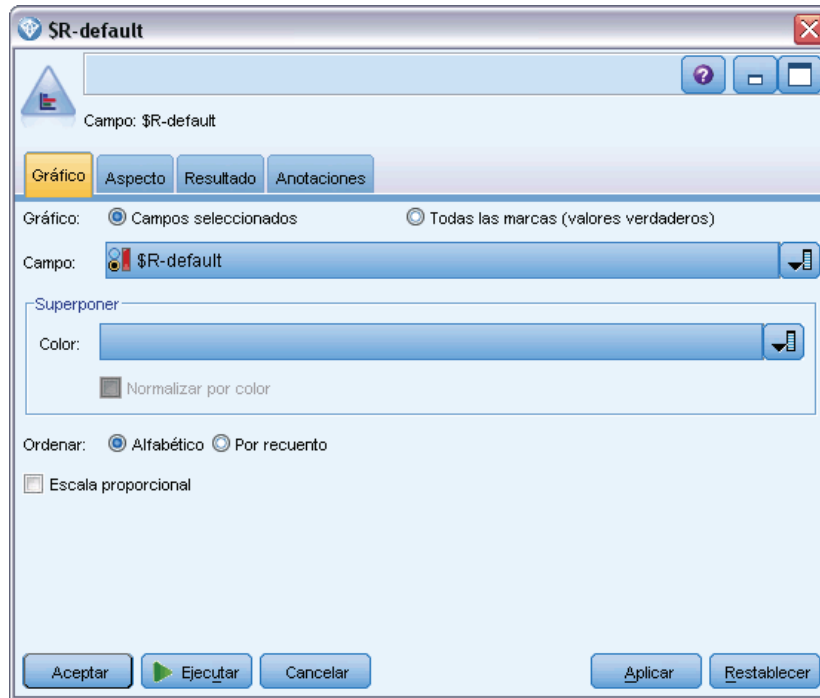 $R-default
Campo: $R-default
Gráfico Aspecto Resultado Anotaciones
Gráfico: Campos seleccionados Todas las marcas (valores verdaderos)
Campo: $R-default
Superponer
Color:
Normalizar por color
Ordenar: Alfabético Por recuento
Escala proporcional
Aceptar Ejecutar Cancelar Aplicar Restablecer